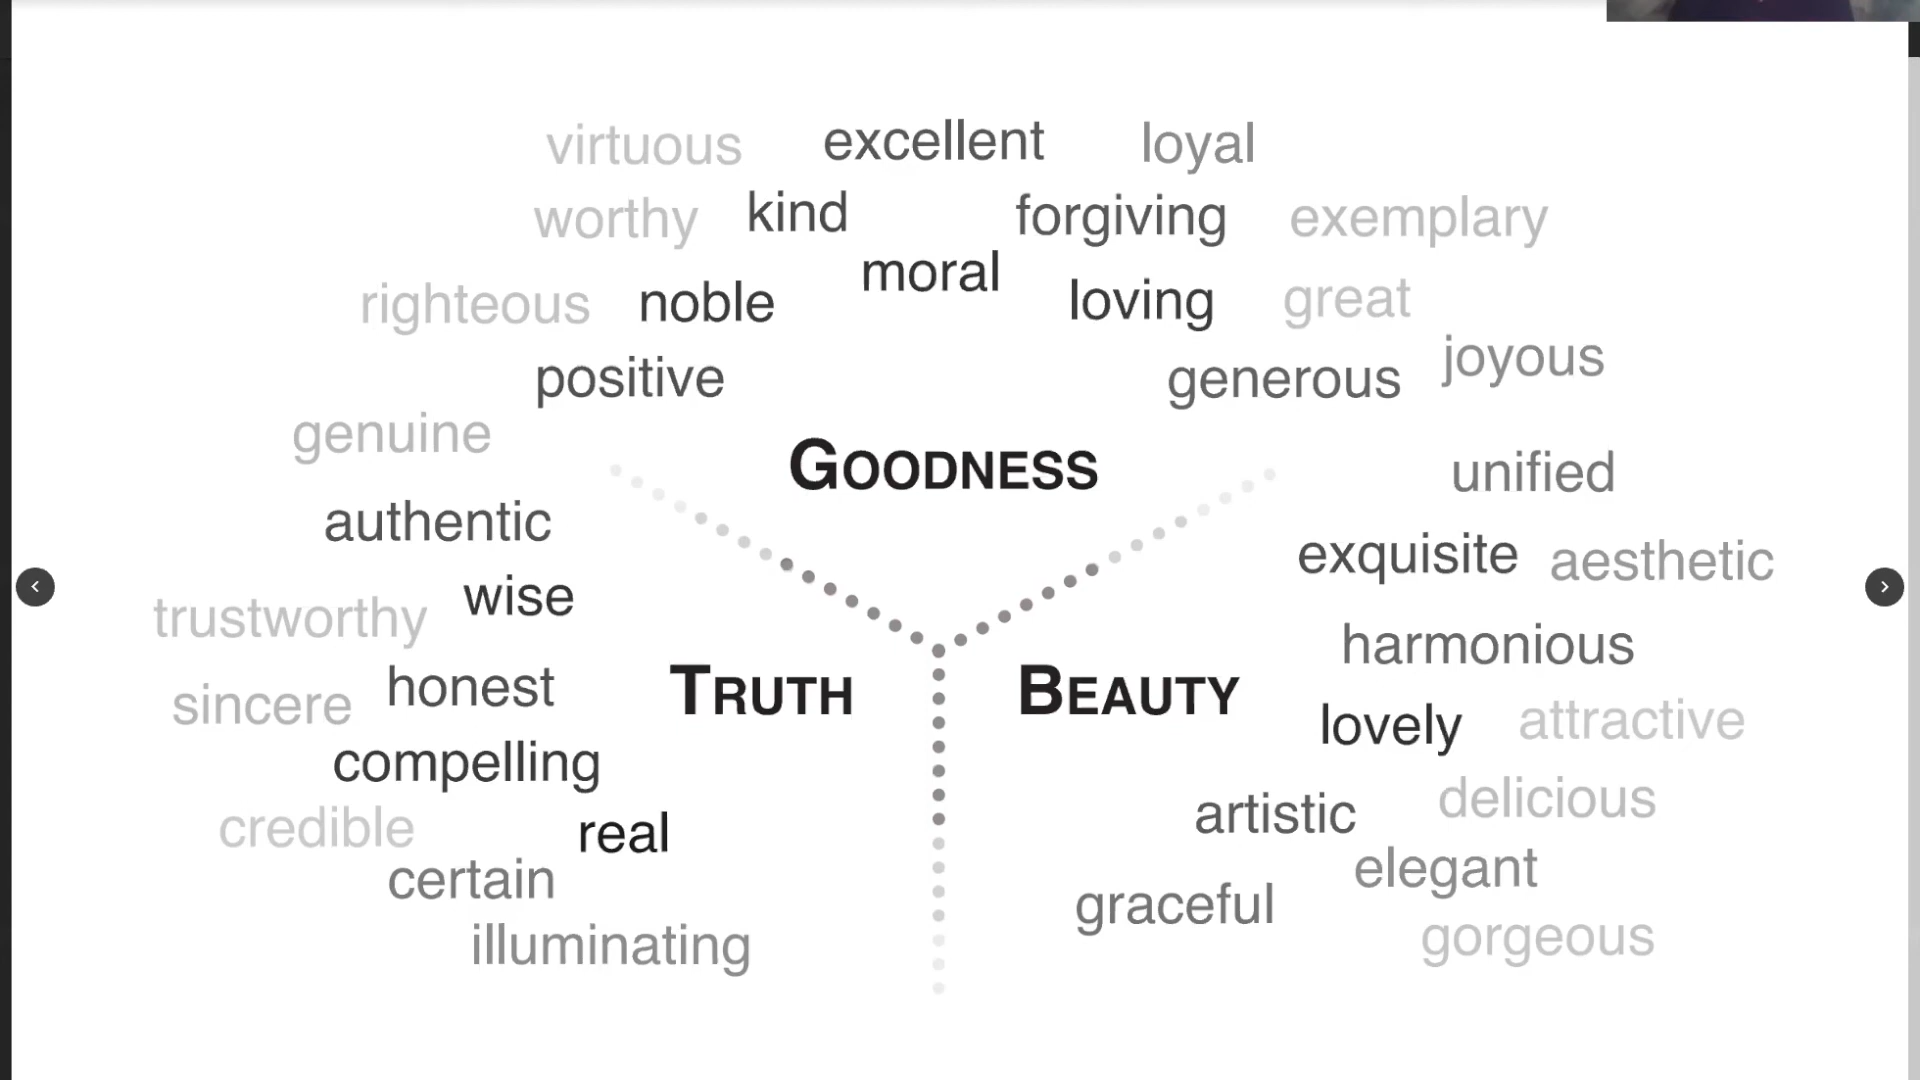 virtuous excellent loyal
worthy kind forgiving exemplary
moral
righteous noble loving great
positive generous joyous
genuine
GOODNESS
unified
authentic
exquisite aesthetic
wise
trustworthy
harmonious
honest TRUTH BEAUTY
sincere
lovely attractive
compelling
artistic delicious
credible real
certain elegant
graceful
illuminating gorgeous